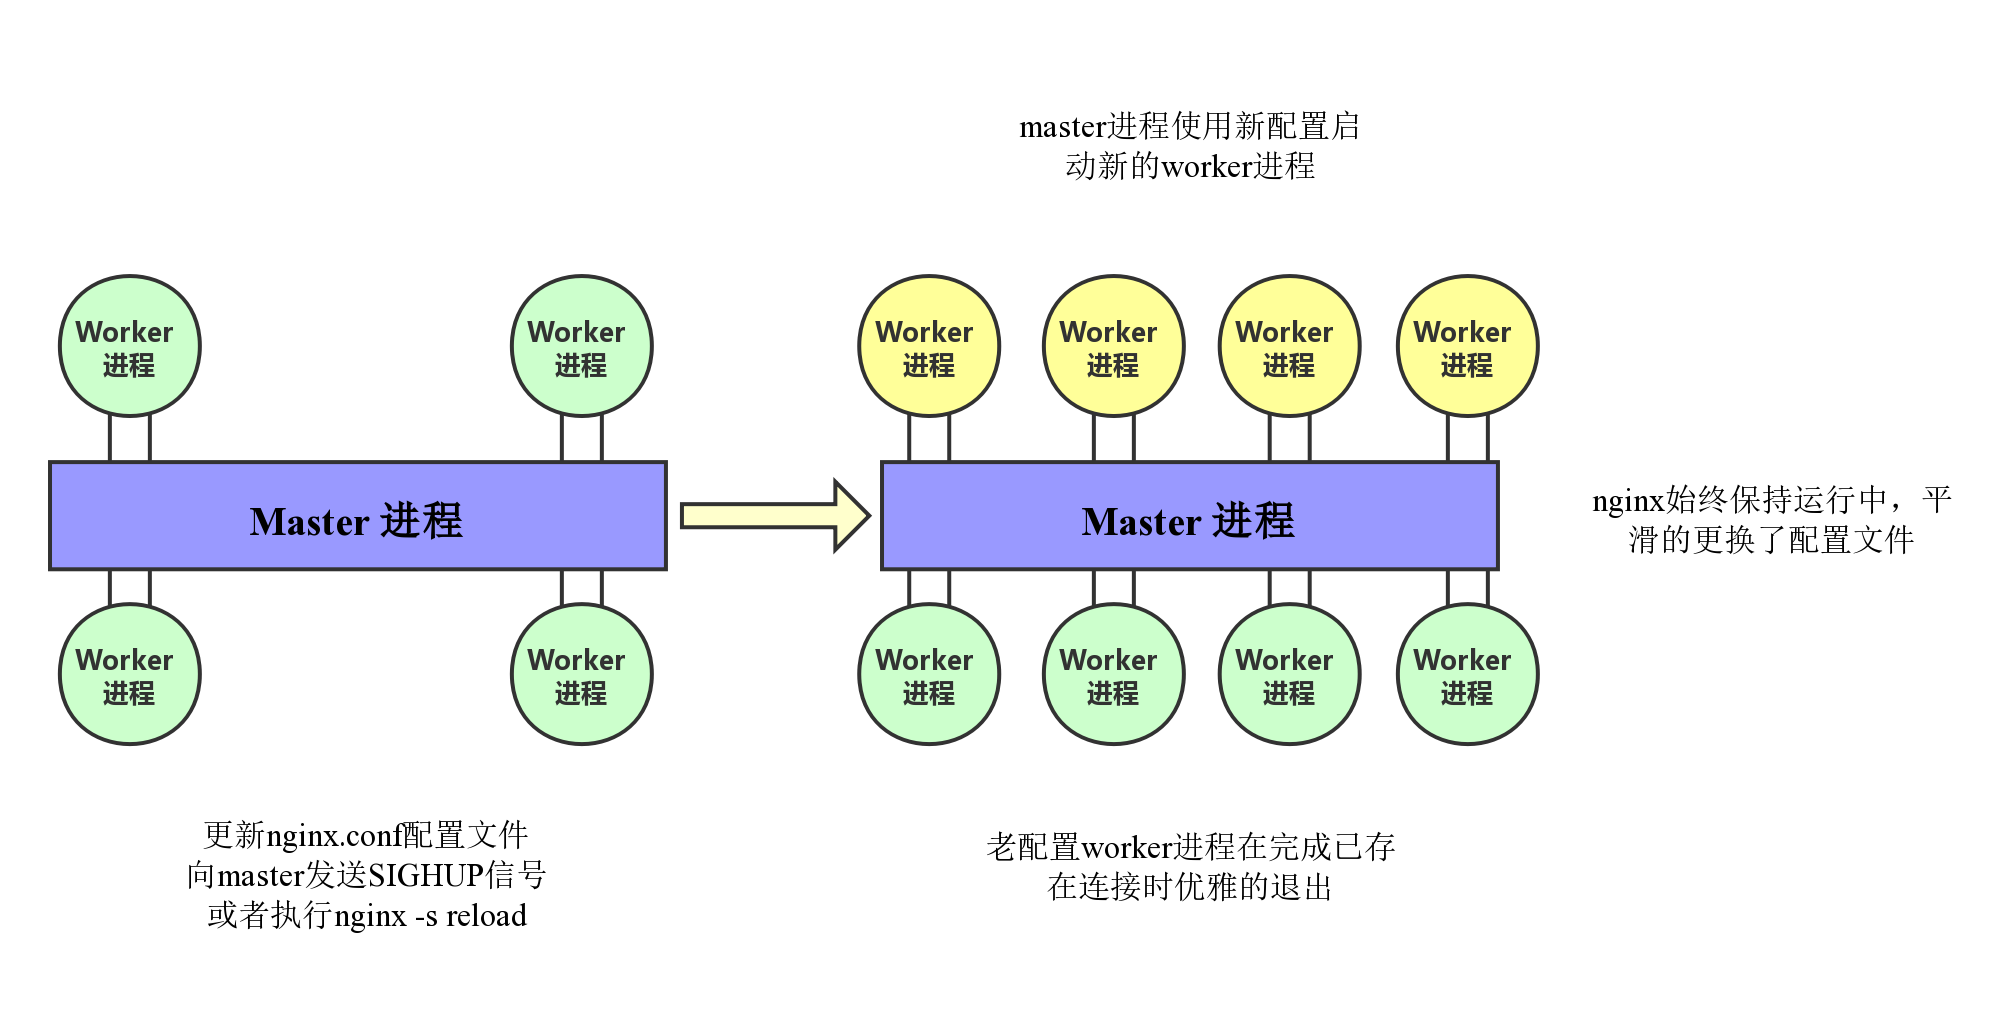 master进程使用新配置启
动新的worker进程
Worker
进程
Worker
进程
Worker
进程
Worker
进程
Worker
进程
Worker
进程
Master 进程
Master 进程
nginx始终保持运行中，平
滑的更换了配置文件
Worker
进程
Worker
进程
Worker
进程
Worker
进程
Worker
进程
Worker
进程
更新nginx.conf配置文件
向master发送SIGHUP信号
或者执行nginx -s reload
老配置worker进程在完成已存
在连接时优雅的退出